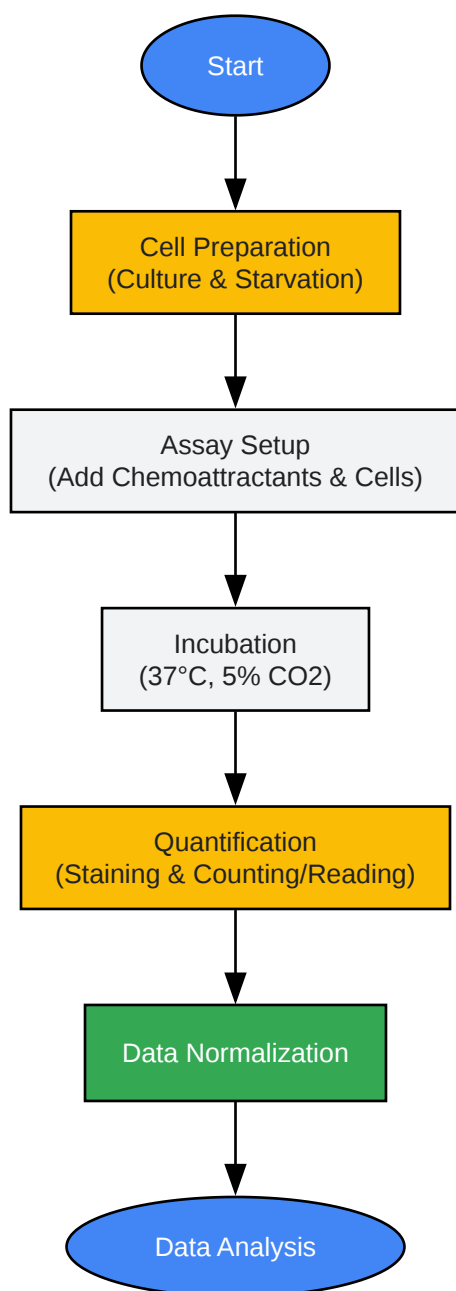 Start
Cell Preparation
(Culture & Starvation)
Assay Setup
(Add Chemoattractants & Cells)
Incubation
(37°C, 5% CO2)
Quantification
(Staining & Counting/Reading)
Data Normalization
Data Analysis